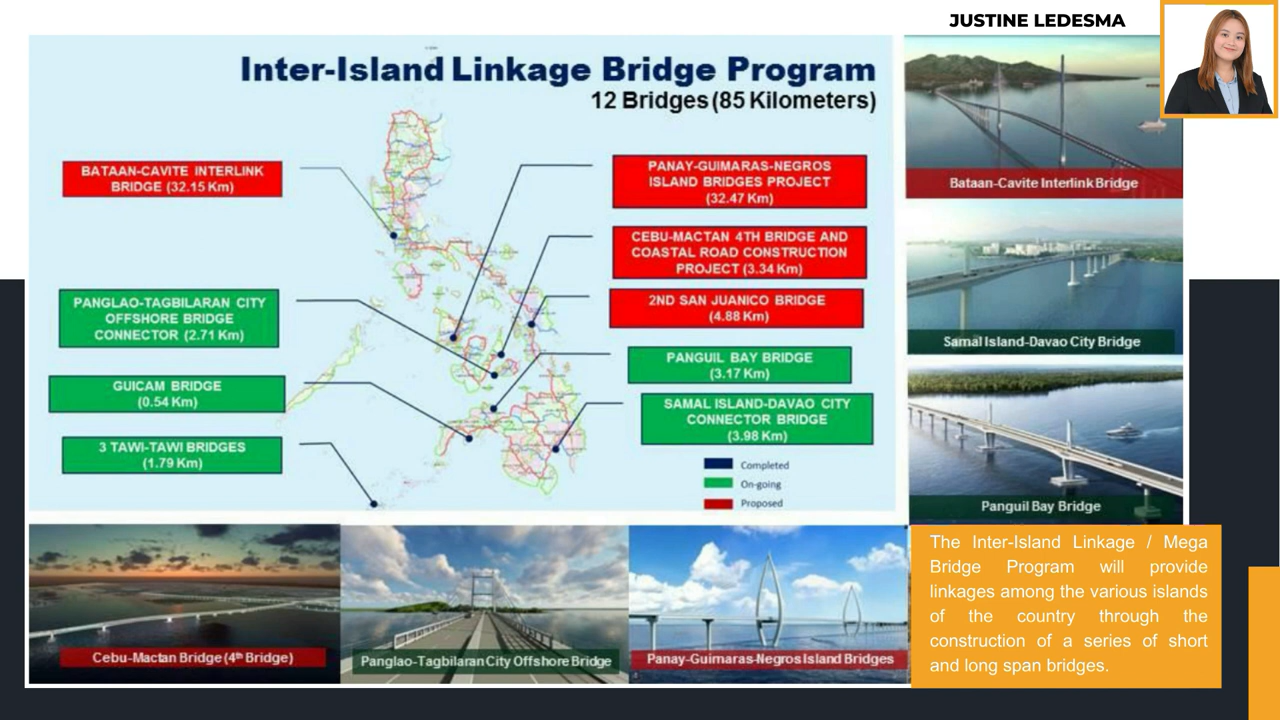 JUSTINE LEDESMA
Inter-Island Linkage Bridge Program
12 Bridges (85 Kilometers)
BATAAN-CAVITE INTERLINK
BRIDGE (32.15 Km)
PANGLAO-TAGBILARAN CITY
OFFSHORE BRIDGE
CONNECTOR (2.71 Km)
GUICAM BRIDGE
(0.54 Km)
3 TAWI-TAWI BRIDGES
(1.79 Km)
PANAY-GUIMARAS-NEGROS
ISLAND BRIDGES PROJECT
(32.47 Km)
CEBU-MACTAN 4TH BRIDGE AND
COASTAL ROAD CONSTRUCTION
PROJECT (3.34 Km)
2ND SAN JUANICO BRIDGE
(4.88 Km)
PANGUIL BAY BRIDGE
(3.17 Km)
SAMAL ISLAND-DAVAO CITY
CONNECTOR BRIDGE
(3.98 Km)
Completed
On-going
Proposed
Bataan-Cavite Interlink Bridge
Samal Island-Davao City Bridge
Panguil Bay Bridge
Cebu-Mactan Bridge (4th Bridge)
Panglao-Tagbilaran City Offshore Bridge
Panay-Guimaras-Negros Island Bridges
The Inter-Island Linkage / Mega
Bridge Program will provide
linkages among the various islands
of the country through the
construction of a series of short
and long span bridges.